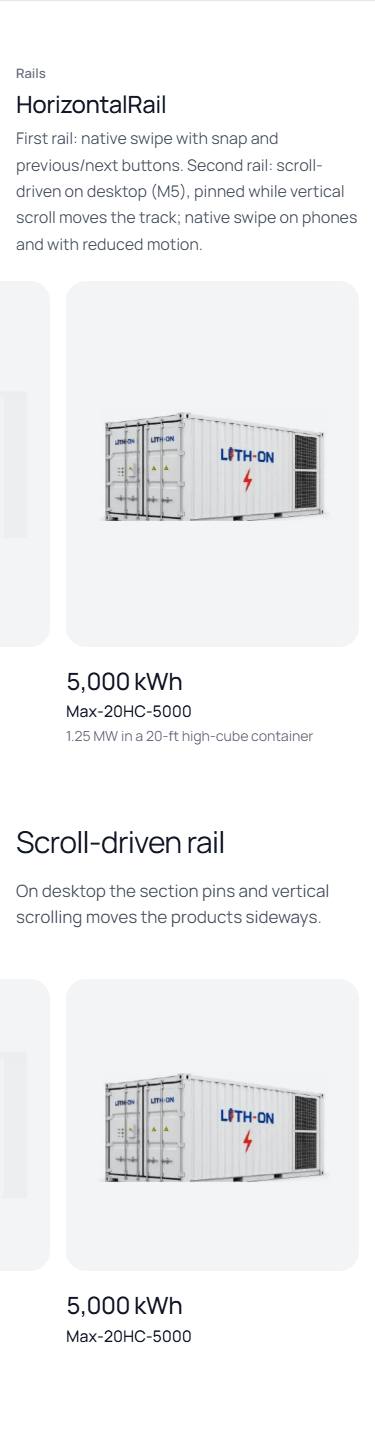 Rails
HorizontalRail
First rail: native swipe with snap and
previous/next buttons. Second rail: scroll-
driven on desktop (M5), pinned while vertical
scroll moves the track; native swipe on phones
and with reduced motion.
LITH-ON LITH-ON
LITH-ON
5,000 kWh
Max-20HC-5000
1.25 MW in a 20-ft high-cube container
Scroll-driven rail
On desktop the section pins and vertical
scrolling moves the products sideways.
LITH-ON LITH-ON
LITH-ON
5,000 kWh
Max-20HC-5000